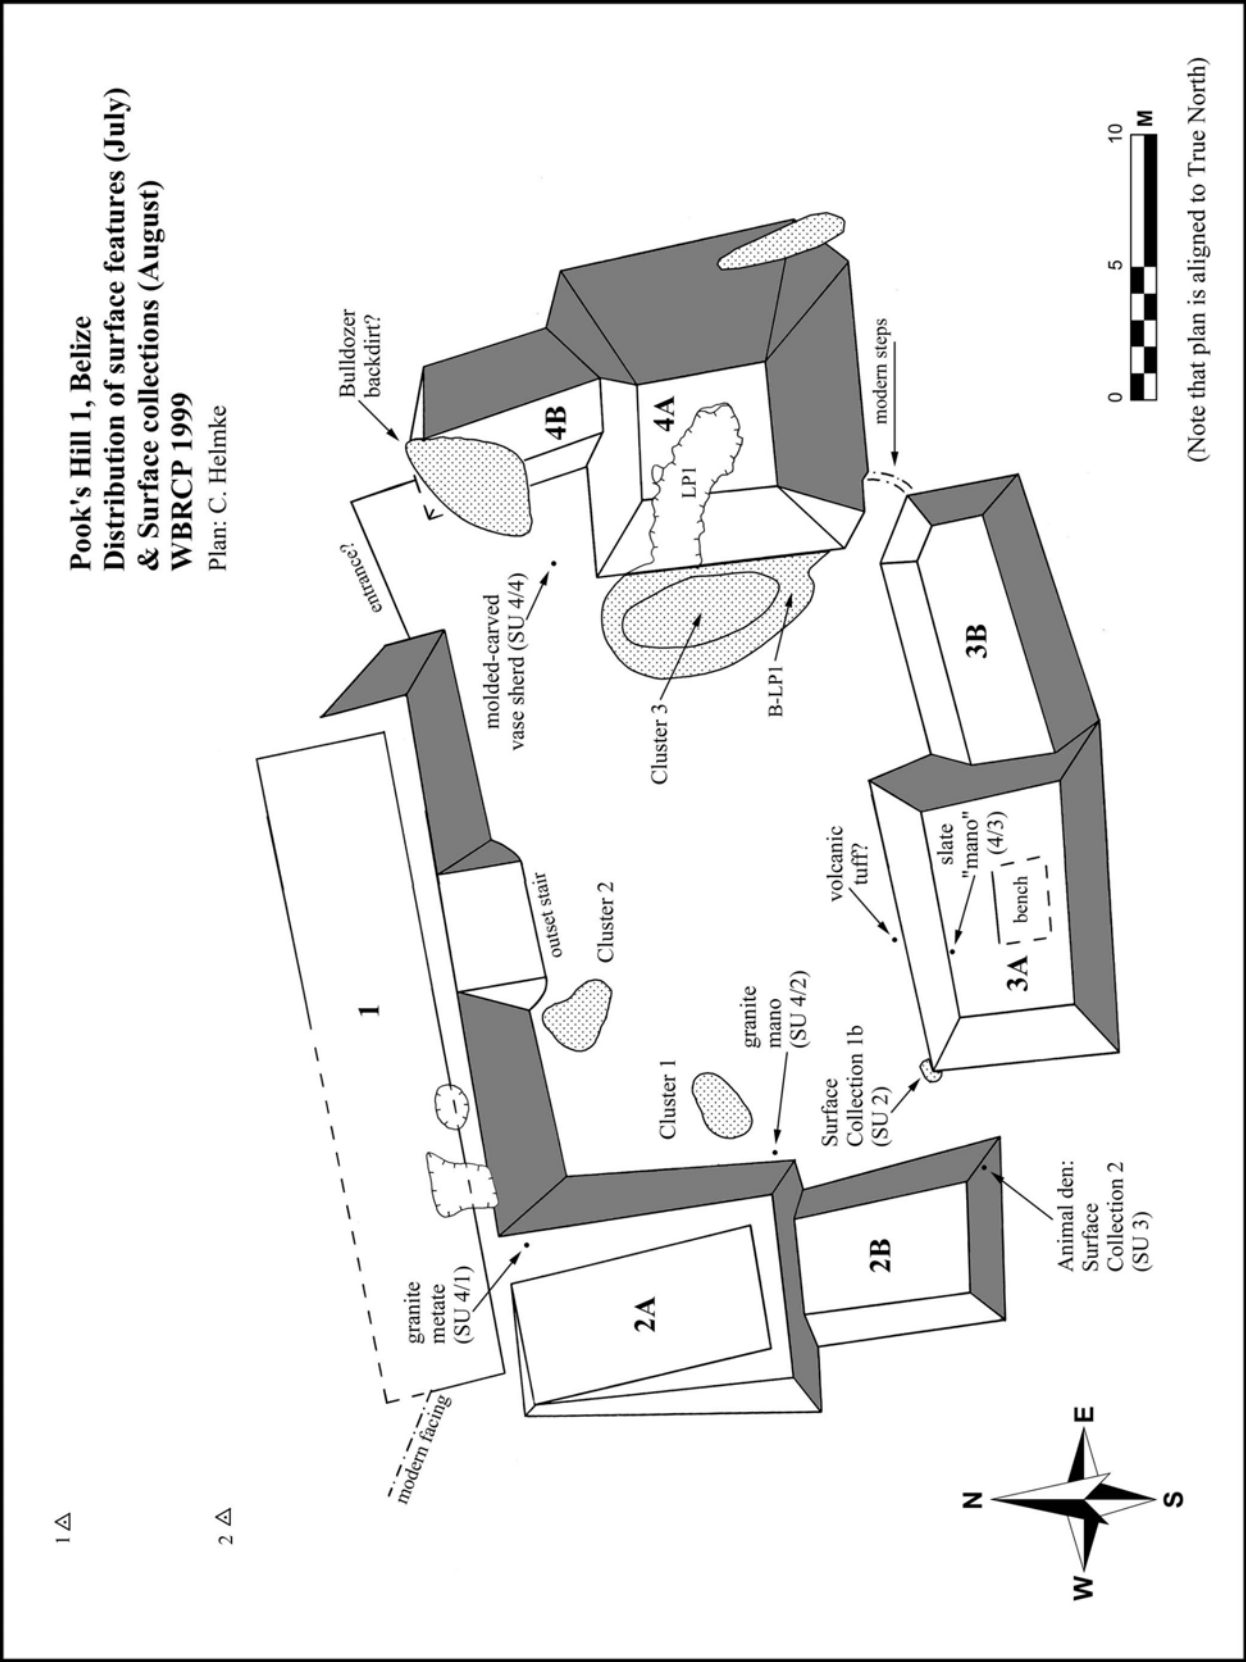 Pook's Hill 1, Belize
Distribution of surface features (July)
& Surface collections (August)
WBRCP 1999
Plan: C. Helmke
1
2
Bulldozer
backdirt?
entrance?
4B
4A
LP1
modern steps
molded-carved
vase sherd (SU 4/4)
Cluster 3
B-LP1
3B
1
outset stair
Cluster 2
volcanic
tuff?
slate
"mano"
(4/3)
bench
3A
Cluster 1
granite
mano
(SU 4/2)
Surface
Collection 1b
(SU 2)
granite
metate
(SU 4/1)
2A
2B
Animal den:
Surface
Collection 2
(SU 3)
modern facing
N
E
S
W
0
5
10
M
(Note that plan is aligned to True North)